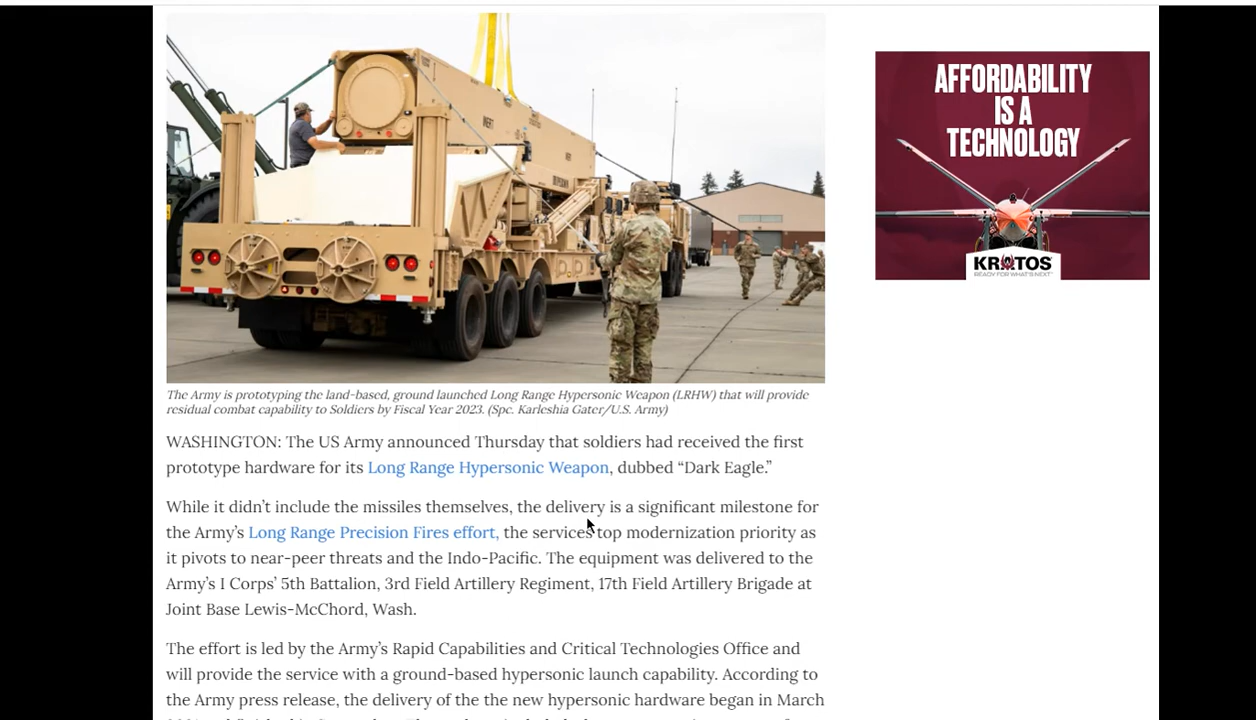 INERT
INERT
AFFORDABILITY
IS A
TECHNOLOGY
KRATOS
READY FOR WHAT'S NEXT
The Army is prototyping the land-based, ground launched Long Range Hypersonic Weapon (LRHW) that will provide
residual combat capability to Soldiers by Fiscal Year 2023. (Spc. Karleshia Gater/U.S. Army)
WASHINGTON: The US Army announced Thursday that soldiers had received the first
prototype hardware for its Long Range Hypersonic Weapon, dubbed “Dark Eagle.”
While it didn’t include the missiles themselves, the delivery is a significant milestone for
the Army’s Long Range Precision Fires effort, the services top modernization priority as
it pivots to near-peer threats and the Indo-Pacific. The equipment was delivered to the
Army’s I Corps’ 5th Battalion, 3rd Field Artillery Regiment, 17th Field Artillery Brigade at
Joint Base Lewis-McChord, Wash.
The effort is led by the Army’s Rapid Capabilities and Critical Technologies Office and
will provide the service with a ground-based hypersonic launch capability. According to
the Army press release, the delivery of the the new hypersonic hardware began in March